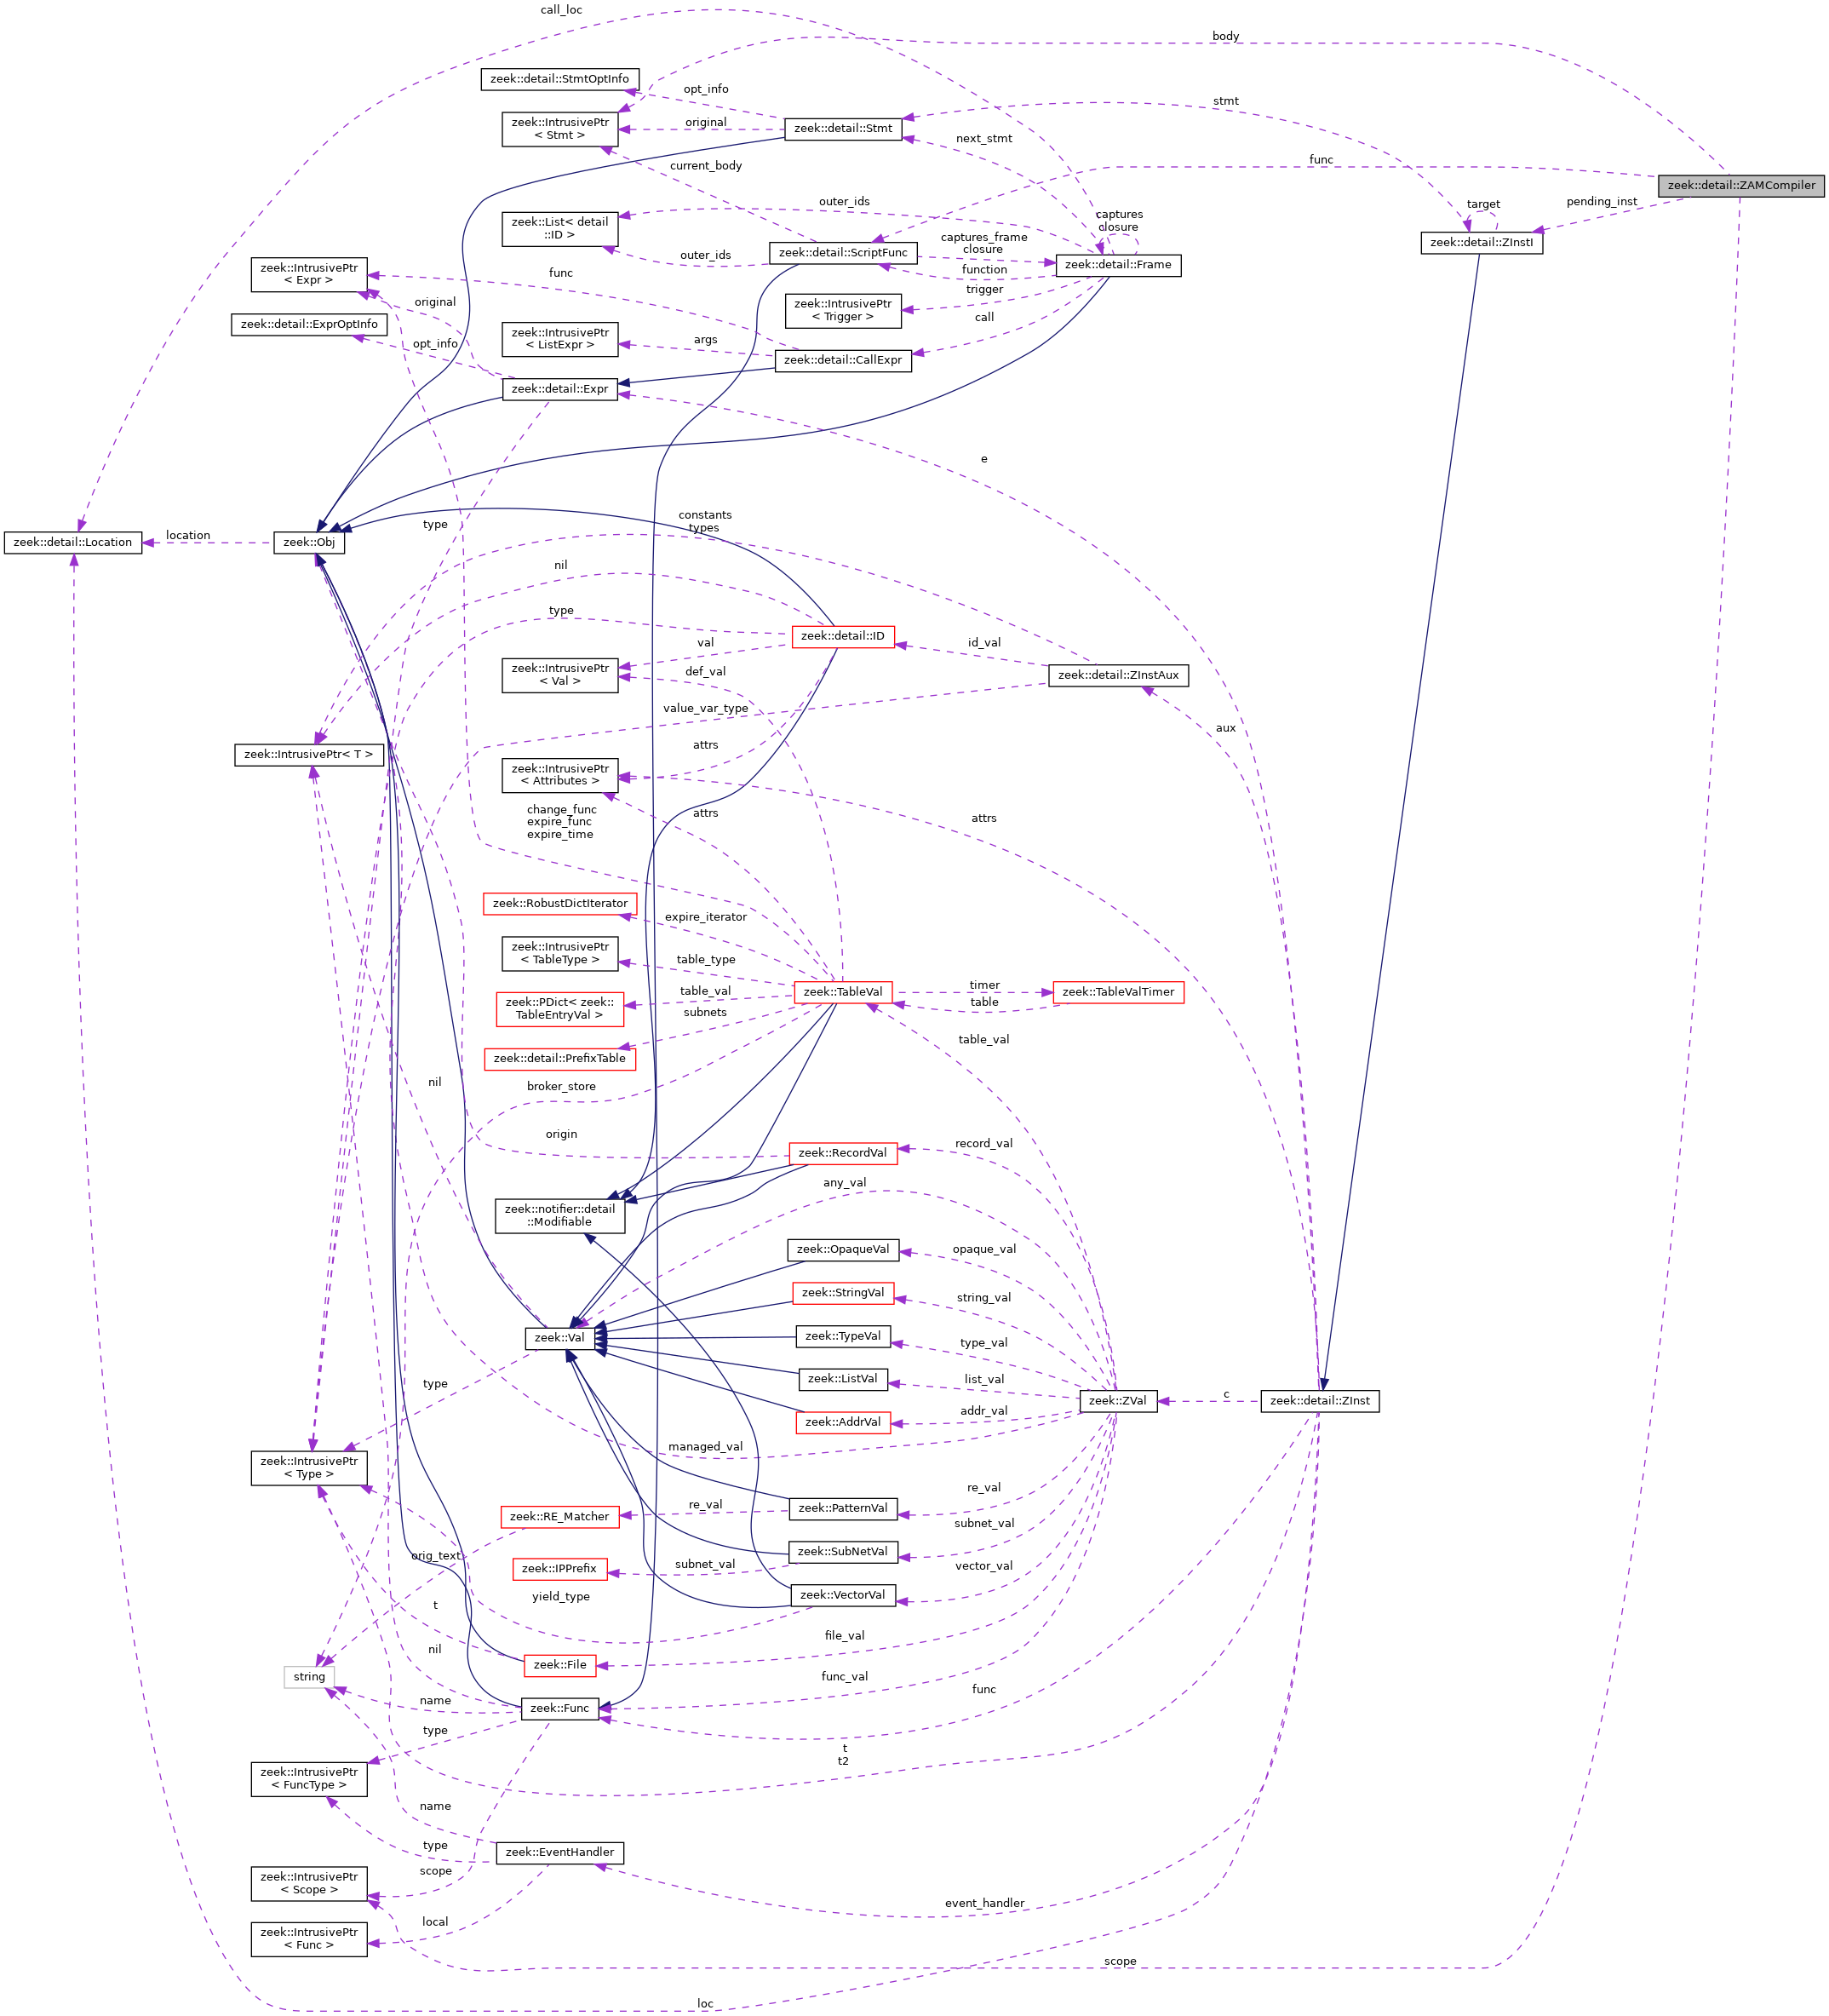 call_loc
body
zeek::detail::StmtOptInfo
opt_info
stmt
zeek::IntrusivePtr
< Stmt >
original
zeek::detail::Stmt
next_stmt
current_body
func
zeek::detail::ZAMCompiler
pending_inst
target
zeek::List< detail
::ID >
outer_ids
captures
closure
zeek::detail::ZInstI
captures_frame
closure
zeek::detail::ScriptFunc
outer_ids
function
zeek::detail::Frame
zeek::IntrusivePtr
< Expr >
func
trigger
original
zeek::IntrusivePtr
< Trigger >
call
zeek::detail::ExprOptInfo
zeek::IntrusivePtr
< ListExpr >
args
opt_info
zeek::detail::CallExpr
zeek::detail::Expr
e
constants
types
type
location
zeek::detail::Location
zeek::Obj
nil
type
zeek::detail::ID
val
id_val
zeek::IntrusivePtr
< Val >
def_val
zeek::detail::ZInstAux
value_var_type
aux
attrs
zeek::IntrusivePtr< T >
zeek::IntrusivePtr
< Attributes >
change_func
expire_func
expire_time
attrs
attrs
zeek::RobustDictIterator
expire_iterator
zeek::IntrusivePtr
< TableType >
table_type
table_val
zeek::TableVal
timer
zeek::TableValTimer
table
zeek::PDict< zeek::
TableEntryVal >
subnets
table_val
zeek::detail::PrefixTable
nil
broker_store
origin
record_val
zeek::RecordVal
any_val
zeek::notifier::detail
::Modifiable
zeek::OpaqueVal
opaque_val
zeek::StringVal
string_val
zeek::Val
zeek::TypeVal
type_val
zeek::ListVal
list_val
type
zeek::ZVal
c
zeek::detail::ZInst
addr_val
zeek::AddrVal
managed_val
zeek::IntrusivePtr
< Type >
re_val
zeek::RE_Matcher
re_val
zeek::PatternVal
subnet_val
orig_text
zeek::SubNetVal
zeek::IPPrefix
subnet_val
vector_val
yield_type
zeek::VectorVal
t
file_val
nil
zeek::File
string
func_val
func
name
zeek::Func
type
t
t2
zeek::IntrusivePtr
< FuncType >
name
type
zeek::EventHandler
scope
zeek::IntrusivePtr
< Scope >
event_handler
local
zeek::IntrusivePtr
< Func >
scope
loc